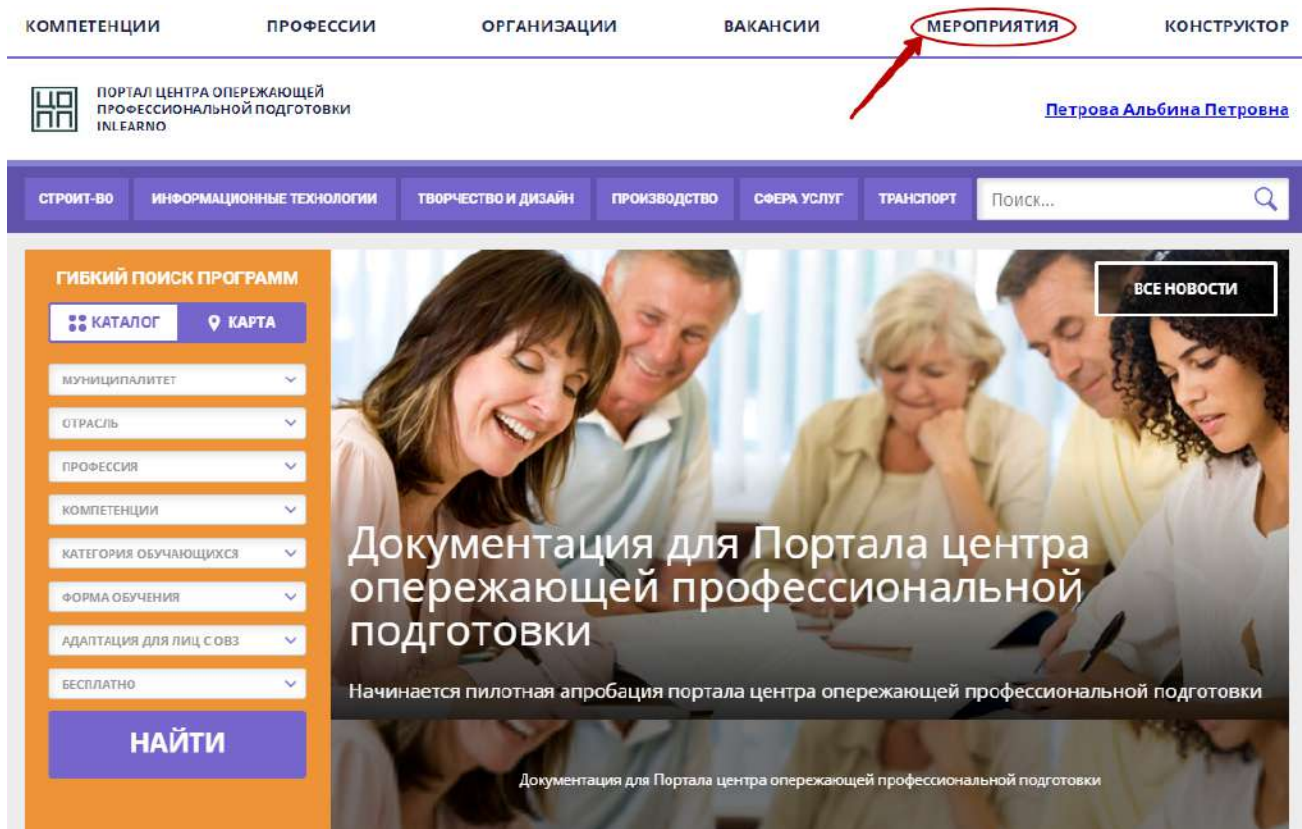 КОМПЕТЕНЦИИ ПРОФЕССИИ ОРГАНИЗАЦИИ ВАКАНСИИ МЕРОПРИЯТИЯ КОНСТРУКТОР
ЦОПП
ПОРТАЛ ЦЕНТРА ОПЕРЕЖАЮЩЕЙ
ПРОФЕССИОНАЛЬНОЙ ПОДГОТОВКИ
INLEARNO
Петрова Альбина Петровна
СТРОИТ-ВО ИНФОРМАЦИОННЫЕ ТЕХНОЛОГИИ ТВОРЧЕСТВО И ДИЗАЙН ПРОИЗВОДСТВО СФЕРА УСЛУГ ТРАНСПОРТ Поиск...
ГИБКИЙ ПОИСК ПРОГРАММ
КАТАЛОГ КАРТА
МУНИЦИПАЛИТЕТ
ОТРАСЛЬ
ПРОФЕССИЯ
КОМПЕТЕНЦИИ
КАТЕГОРИЯ ОБУЧАЮЩИХСЯ
ФОРМА ОБУЧЕНИЯ
АДАПТАЦИЯ ДЛЯ ЛИЦ С ОВЗ
БЕСПЛАТНО
НАЙТИ
ВСЕ НОВОСТИ
Документация для Портала центра
опережающей профессиональной
подготовки
Начинается пилотная апробация портала центра опережающей профессиональной подготовки
Документация для Портала центра опережающей профессиональной подготовки